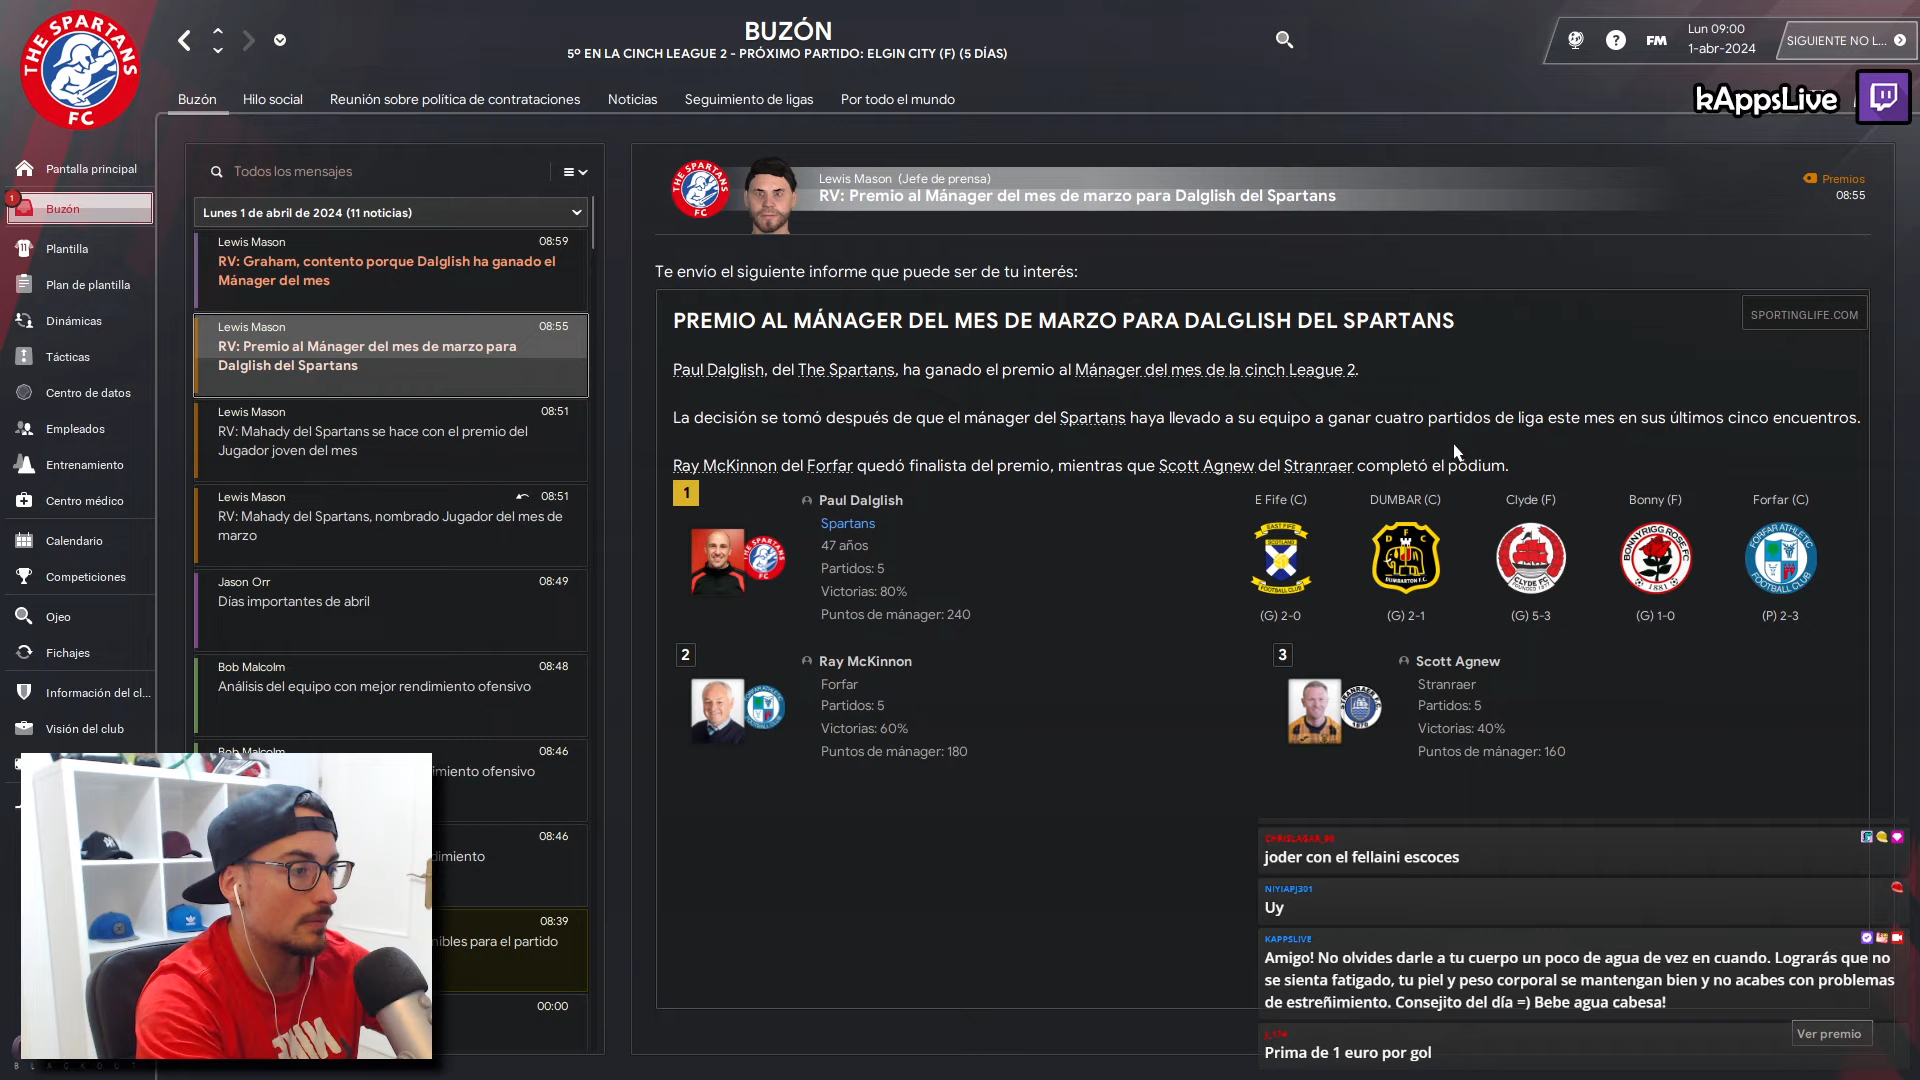 THE SPARTANS
FC
BUZÓN
5º EN LA CINCH LEAGUE 2 - PRÓXIMO PARTIDO: ELGIN CITY (F) (5 DÍAS)
FM
Lun 09:00
1-abr-2024
SIGUIENTE NO L...
kAppsLive
Buzón
Hilo social
Reunión sobre política de contrataciones
Noticias
Seguimiento de ligas
Por todo el mundo
Pantalla principal
1
Buzón
Plantilla
Plan de plantilla
Dinámicas
Tácticas
Centro de datos
Empleados
Entrenamiento
Centro médico
Calendario
Competiciones
Ojeo
Fichajes
Información del cl...
Visión del club
Todos los mensajes
Lunes 1 de abril de 2024 (11 noticias)
Lewis Mason
08:59
RV: Graham, contento porque Dalglish ha ganado el
Mánager del mes
Lewis Mason
08:55
RV: Premio al Mánager del mes de marzo para
Dalglish del Spartans
Lewis Mason
08:51
RV: Mahady del Spartans se hace con el premio del
Jugador joven del mes
Lewis Mason
08:51
RV: Mahady del Spartans, nombrado Jugador del mes de
marzo
Jason Orr
08:49
Días importantes de abril
Bob Malcolm
08:48
Análisis del equipo con mejor rendimiento ofensivo
Bob Malcolm
08:46
imiento ofensivo
08:46
dimiento
08:39
nibles para el partido
00:00
Lewis Mason (Jefe de prensa)
RV: Premio al Mánager del mes de marzo para Dalglish del Spartans
Premios
08:55
Te envío el siguiente informe que puede ser de tu interés:
PREMIO AL MÁNAGER DEL MES DE MARZO PARA DALGLISH DEL SPARTANS
SPORTINGLIFE.COM
Paul Dalglish, del The Spartans, ha ganado el premio al Mánager del mes de la cinch League 2.
La decisión se tomó después de que el mánager del Spartans haya llevado a su equipo a ganar cuatro partidos de liga este mes en sus últimos cinco encuentros.
Ray McKinnon del Forfar quedó finalista del premio, mientras que Scott Agnew del Stranraer completó el podium.
1
Paul Dalglish
Spartans
47 años
Partidos: 5
Victorias: 80%
Puntos de mánager: 240
E Fife (C)
DUMBAR (C)
Clyde (F)
Bonny (F)
Forfar (C)
(G) 2-0
(G) 2-1
(G) 5-3
(G) 1-0
(P) 2-3
2
Ray McKinnon
Forfar
Partidos: 5
Victorias: 60%
Puntos de mánager: 180
3
Scott Agnew
Stranraer
Partidos: 5
Victorias: 40%
Puntos de mánager: 160
CHRISLAGAR_90
joder con el fellaini escoces
NIYIAPJ301
Uy
KAPPSLIVE
Amigo! No olvides darle a tu cuerpo un poco de agua de vez en cuando. Lograrás que no
se sienta fatigado, tu piel y peso corporal se mantengan bien y no acabes con problemas
de estreñimiento. Consejito del día =) Bebe agua cabesa!
Ver premio
Prima de 1 euro por gol